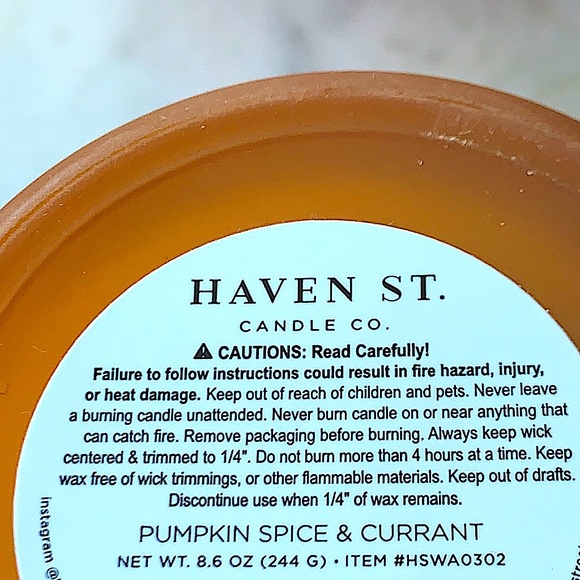 HAVEN ST.
CANDLE CO.
⚠ CAUTIONS: Read Carefully!
Failure to follow instructions could result in fire hazard, injury,
or heat damage. Keep out of reach of children and pets. Never leave
a burning candle unattended. Never burn candle on or near anything that
can catch fire. Remove packaging before burning. Always keep wick
centered & trimmed to 1/4". Do not burn more than 4 hours at a time. Keep
wax free of wick trimmings, or other flammable materials. Keep out of drafts.
Discontinue use when 1/4" of wax remains.
PUMPKIN SPICE & CURRANT
NET WT. 8.6 OZ (244 G) • ITEM #HSWA0302
instagram @